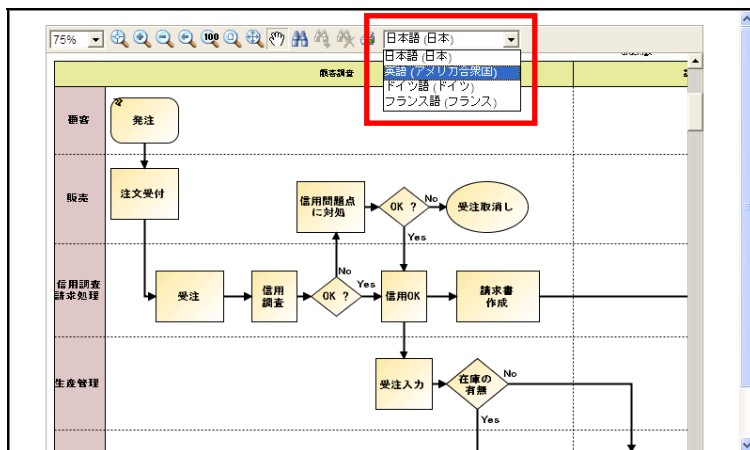 75%
100
日本語 (日本)
日本語 (日本)
英語 (アメリカ合衆国)
ドイツ語 (ドイツ)
フランス語 (フランス)
顧客調査
顧客
発注
販売
注文受付
信用問題点
に対処
OK ?
No
受注取消し
Yes
信用調査
請求処理
受注
信用
調査
No
OK ?
Yes
信用OK
請求書
作成
生産管理
受注入力
在庫の
有無
No
Yes